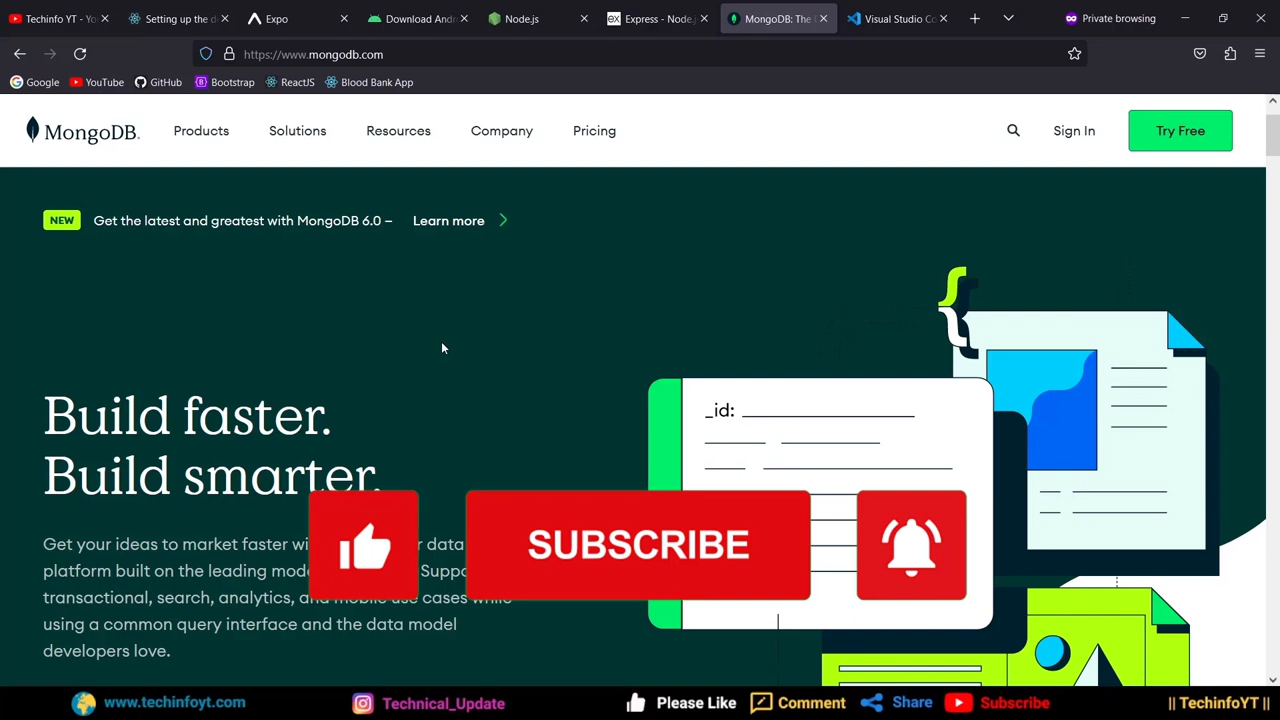 Techinfo YT - Yo
Setting up the d
Expo
Download Andr
Node.js
Express - Node.j
MongoDB: The
Visual Studio Co
Private browsing
https://www.mongodb.com
Google
YouTube
GitHub
Bootstrap
ReactJS
Blood Bank App
MongoDB.
Products
Solutions
Resources
Company
Pricing
Sign In
Try Free
NEW
Get the latest and greatest with MongoDB 6.0 –
Learn more
{
_id:
Build faster.
Build smarter.
SUBSCRIBE
Get your ideas to market faster wi data
platform built on the leading mod Suppo
transactional, search, analytics, and mobile use cases while
using a common query interface and the data model
developers love.
www.techinfoyt.com
Technical_Update
Please Like
Comment
Share
Subscribe
|| TechinfoYT ||